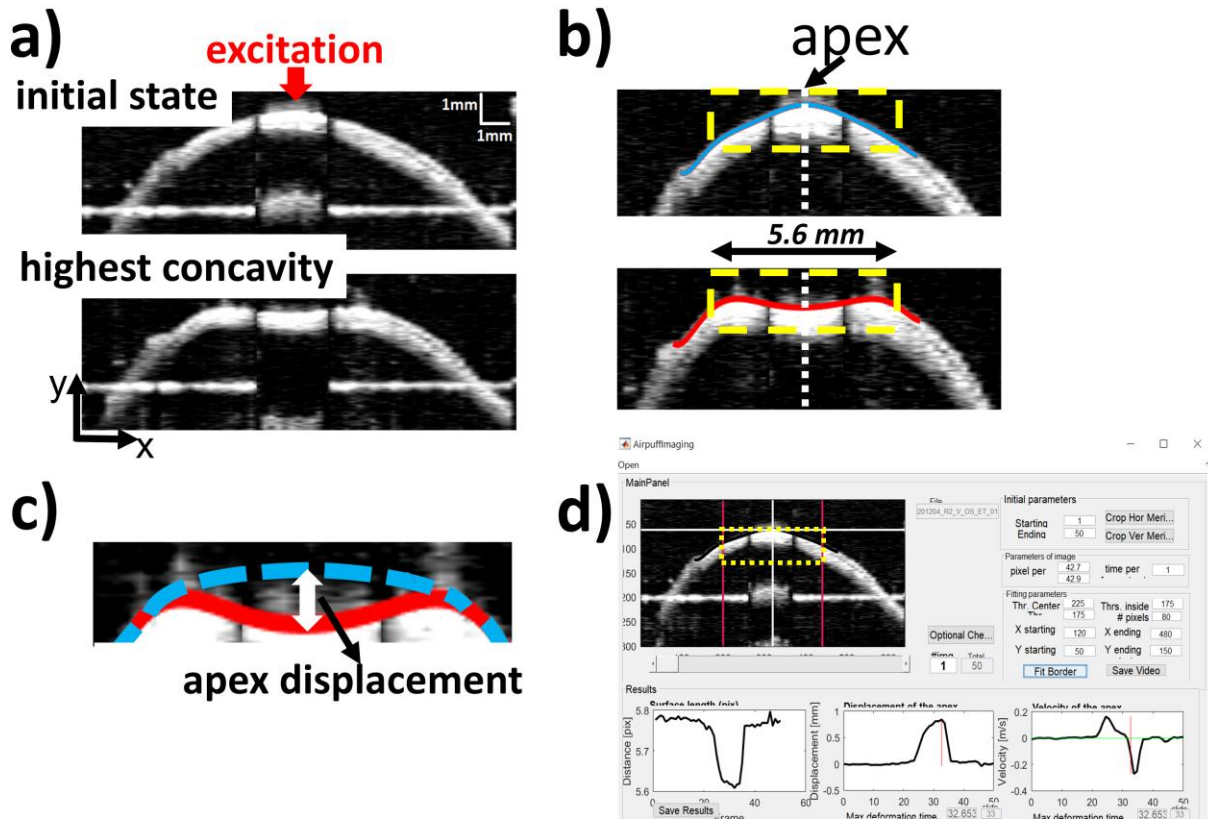 a)
excitation
initial state
1mm
1mm
highest concavity
y
x
b)
apex
5.6 mm
c)
apex displacement
d)
AirpuffImaging
Open
MainPanel
50
100
150
200
300
File
201204_R2_V_OS_ET_01
Initial parameters
Starting 1 Crop Hor Meri...
Ending 50 Crop Ver Meri...
Parameters of image
pixel per 42.7 time per 1
42.9
Fitting parameters
Thr. Center 225 Thrs. inside 175
175 # pixels 80
X starting 120 X ending 480
Y starting 50 Y ending 150
Fit Border Save Video
Optional Che...
#img Total
1 50
Results
Surface length (pix)
Distance [pix]
5.8
5.7
5.6
0 20 40 60
Save Results
Displacement of the apex
Displacement [mm]
1
0.5
0
0 10 20 30 40 50
Max deformation time 32.653 33
Velocity of the apex
Velocity [m/s]
0.2
0
-0.2
-0.4
0 10 20 30 40 50
Max deformation time 32.653 33